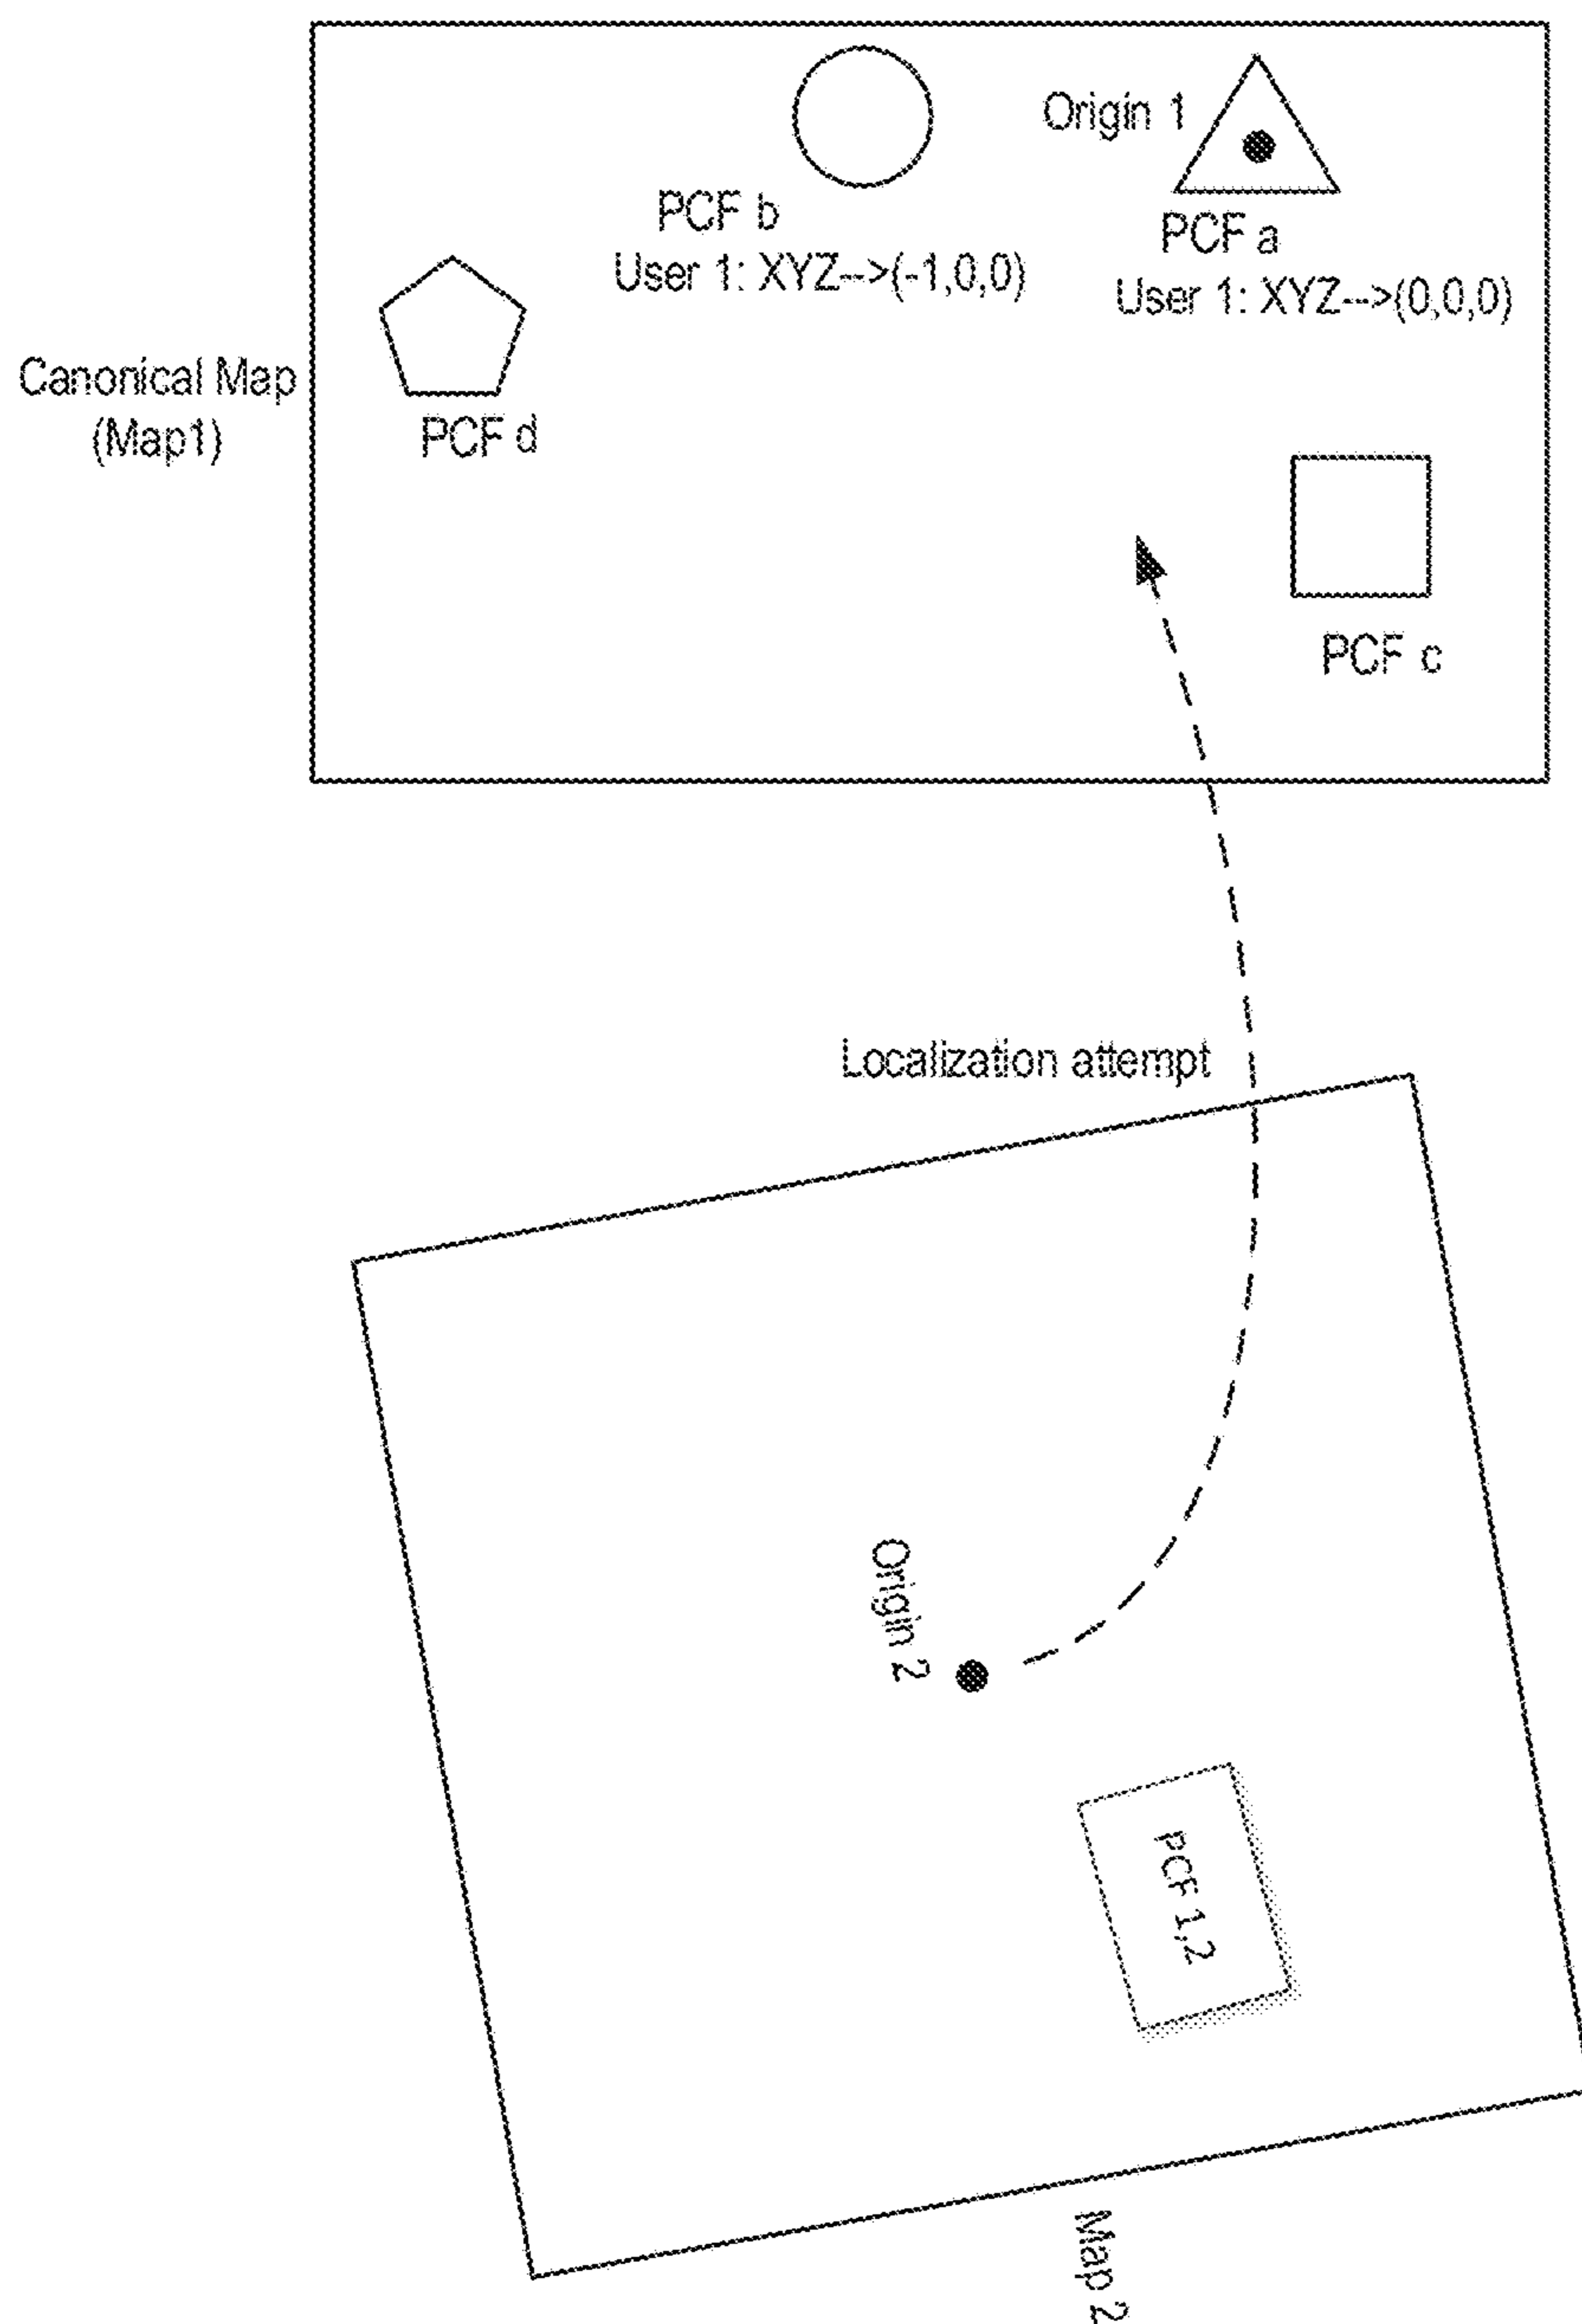 Origin 1
PCF b
User 1: XYZ-->(-1,0,0)
PCF a
User 1: XYZ-->(0,0,0)
Canonical Map
(Map1)
PCF d
PCF c
Localization attempt
Origin 2
PCF 1,2
Map 2